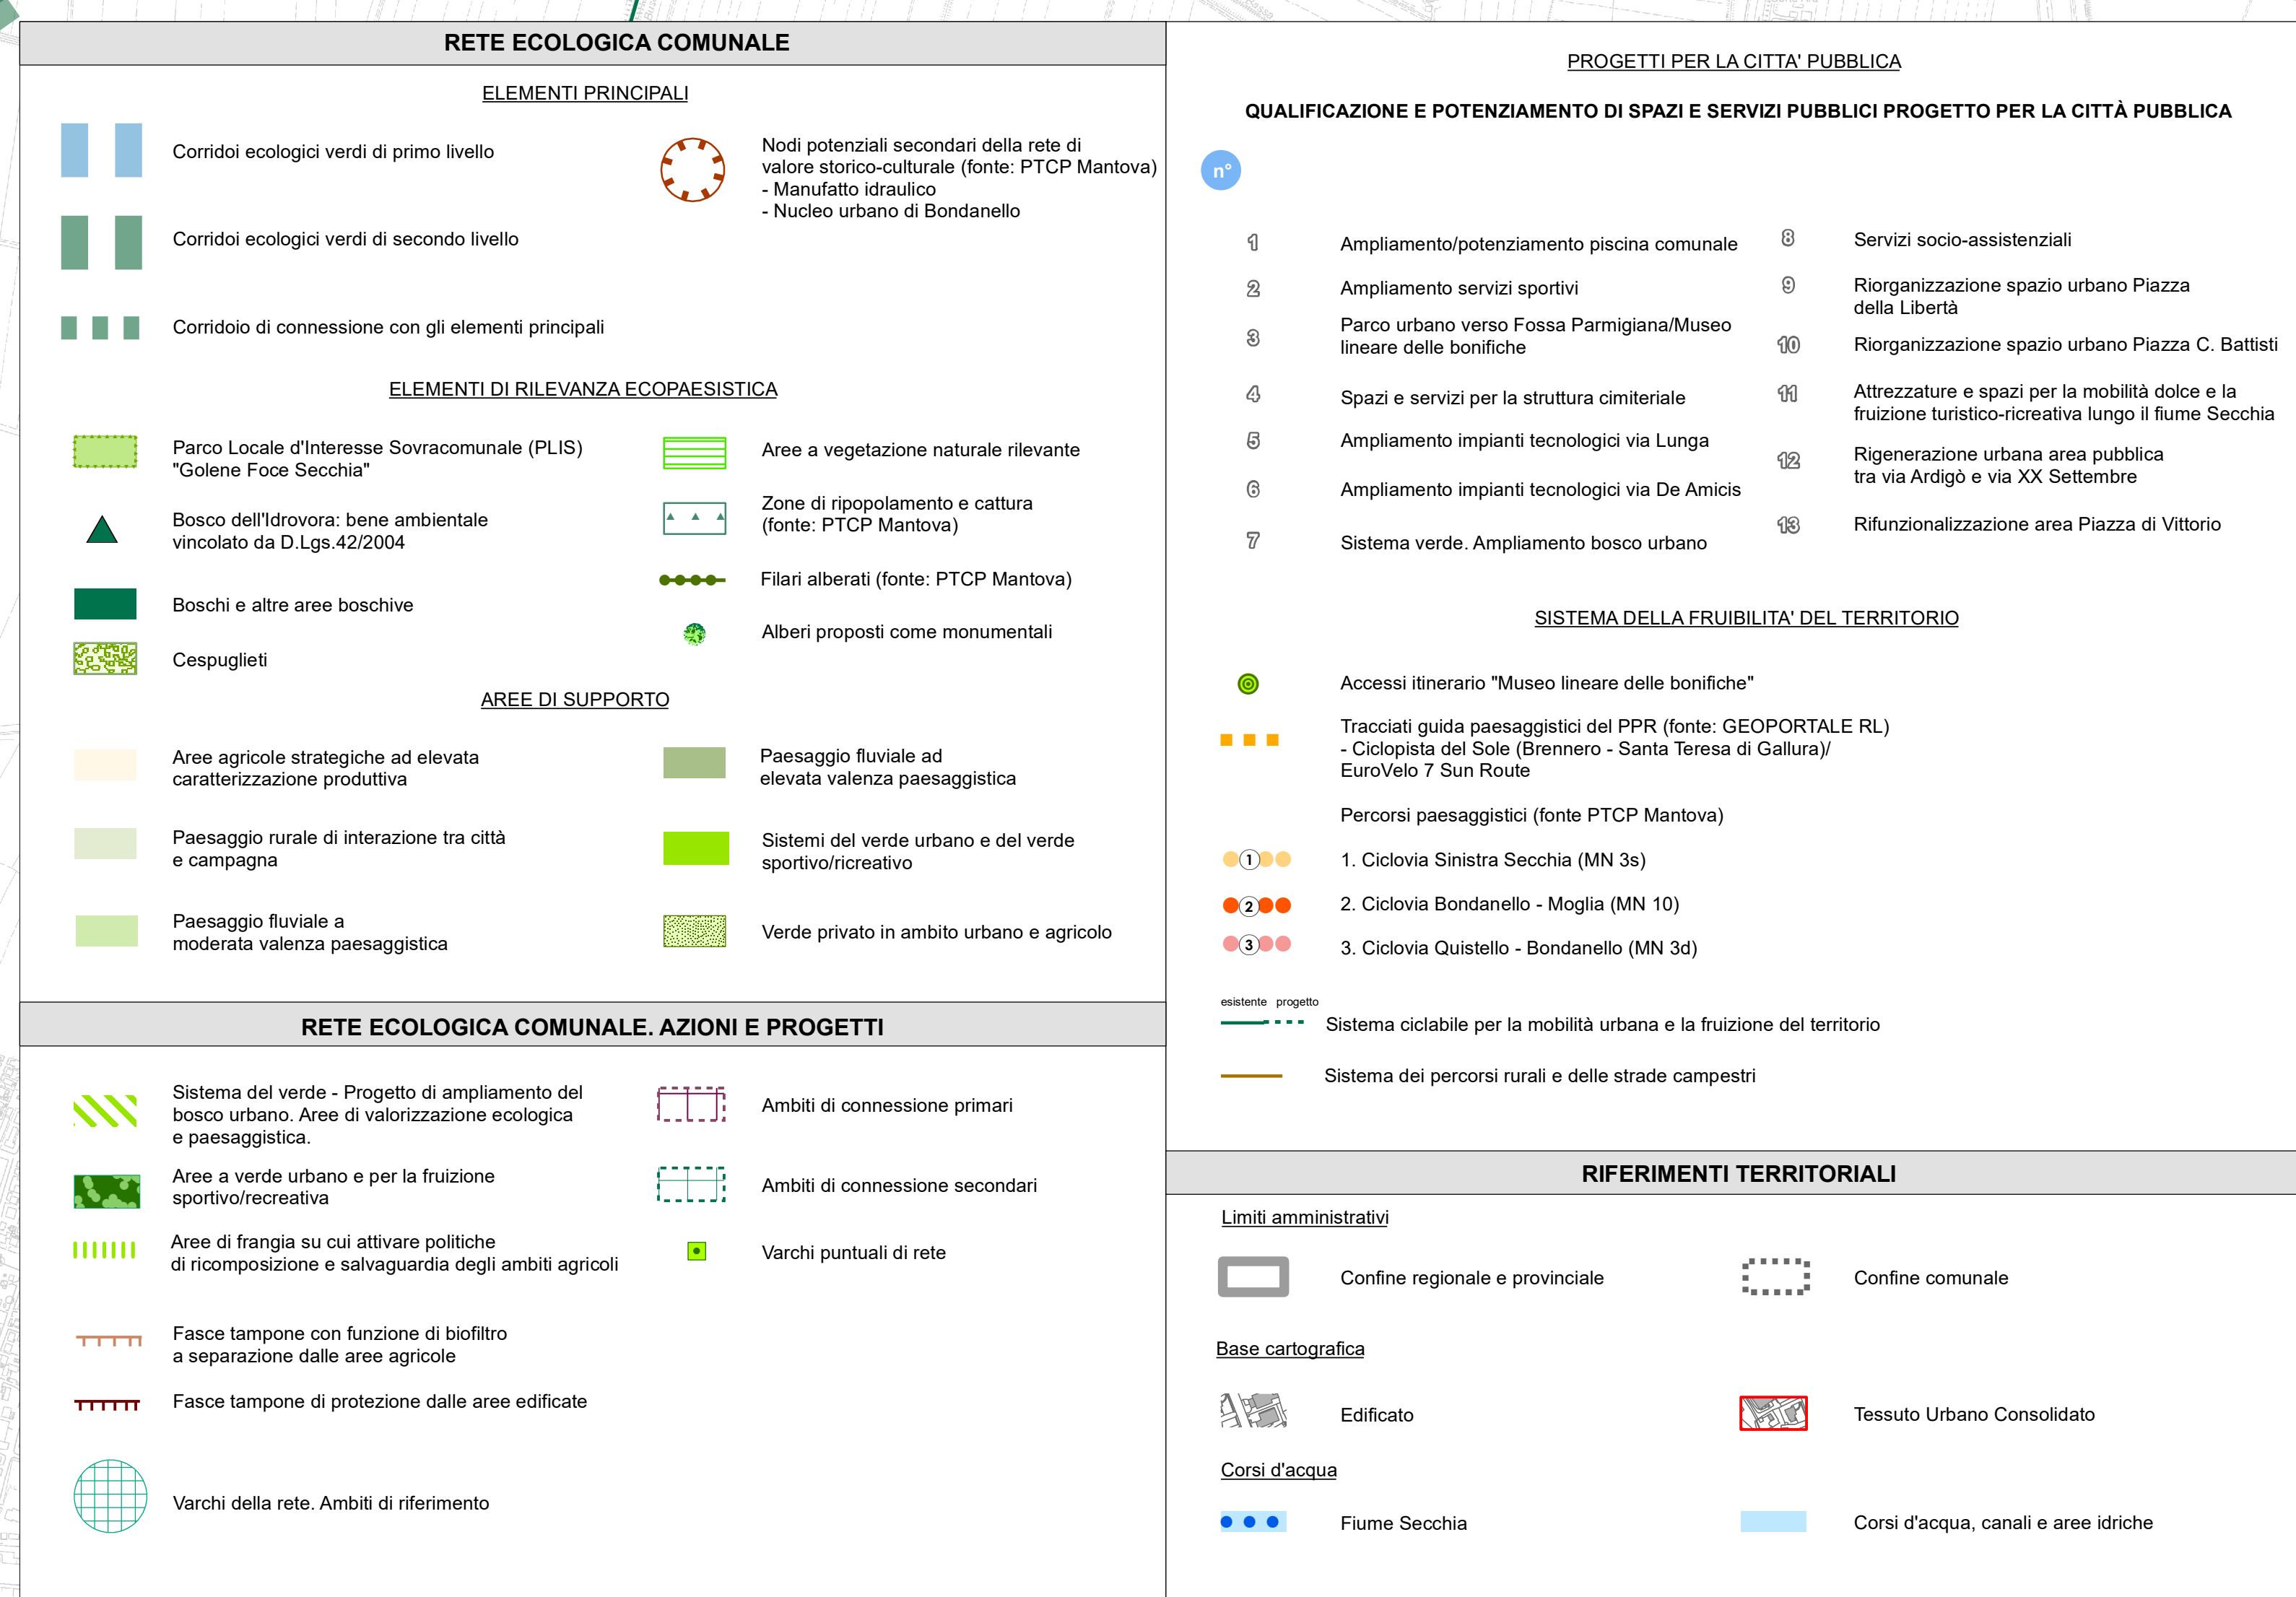 RETE ECOLOGICA COMUNALE
ELEMENTI PRINCIPALI
Corridoi ecologici verdi di primo livello
Corridoi ecologici verdi di secondo livello
Corridoio di connessione con gli elementi principali
Nodi potenziali secondari della rete di
valore storico-culturale (fonte: PTCP Mantova)
- Manufatto idraulico
- Nucleo urbano di Bondanello
ELEMENTI DI RILEVANZA ECOPAESISTICA
Parco Locale d'Interesse Sovracomunale (PLIS)
"Golene Foce Secchia"
Bosco dell'Idrovora: bene ambientale
vincolato da D.Lgs.42/2004
Boschi e altre aree boschive
Cespuglieti
Aree a vegetazione naturale rilevante
Zone di ripopolamento e cattura
(fonte: PTCP Mantova)
Filari alberati (fonte: PTCP Mantova)
Alberi proposti come monumentali
AREE DI SUPPORTO
Aree agricole strategiche ad elevata
caratterizzazione produttiva
Paesaggio rurale di interazione tra città
e campagna
Paesaggio fluviale a
moderata valenza paesaggistica
Paesaggio fluviale ad
elevata valenza paesaggistica
Sistemi del verde urbano e del verde
sportivo/ricreativo
Verde privato in ambito urbano e agricolo
RETE ECOLOGICA COMUNALE. AZIONI E PROGETTI
Sistema del verde - Progetto di ampliamento del
bosco urbano. Aree di valorizzazione ecologica
e paesaggistica.
Aree a verde urbano e per la fruizione
sportivo/recreativa
Aree di frangia su cui attivare politiche
di ricomposizione e salvaguardia degli ambiti agricoli
Fasce tampone con funzione di biofiltro
a separazione dalle aree agricole
Fasce tampone di protezione dalle aree edificate
Varchi della rete. Ambiti di riferimento
Ambiti di connessione primari
Ambiti di connessione secondari
Varchi puntuali di rete
PROGETTI PER LA CITTA' PUBBLICA
QUALIFICAZIONE E POTENZIAMENTO DI SPAZI E SERVIZI PUBBLICI PROGETTO PER LA CITTÀ PUBBLICA
n°
1 Ampliamento/potenziamento piscina comunale
2 Ampliamento servizi sportivi
3 Parco urbano verso Fossa Parmigiana/Museo
lineare delle bonifiche
4 Spazi e servizi per la struttura cimiteriale
5 Ampliamento impianti tecnologici via Lunga
6 Ampliamento impianti tecnologici via De Amicis
7 Sistema verde. Ampliamento bosco urbano
8 Servizi socio-assistenziali
9 Riorganizzazione spazio urbano Piazza
della Libertà
10 Riorganizzazione spazio urbano Piazza C. Battisti
11 Attrezzature e spazi per la mobilità dolce e la
fruizione turistico-ricreativa lungo il fiume Secchia
12 Rigenerazione urbana area pubblica
tra via Ardigò e via XX Settembre
13 Rifunzionalizzazione area Piazza di Vittorio
SISTEMA DELLA FRUIBILITA' DEL TERRITORIO
Accessi itinerario "Museo lineare delle bonifiche"
Tracciati guida paesaggistici del PPR (fonte: GEOPORTALE RL)
- Ciclopista del Sole (Brennero - Santa Teresa di Gallura)/
EuroVelo 7 Sun Route
Percorsi paesaggistici (fonte PTCP Mantova)
1 1. Ciclovia Sinistra Secchia (MN 3s)
2 2. Ciclovia Bondanello - Moglia (MN 10)
3 3. Ciclovia Quistello - Bondanello (MN 3d)
esistente progetto
Sistema ciclabile per la mobilità urbana e la fruizione del territorio
Sistema dei percorsi rurali e delle strade campestri
RIFERIMENTI TERRITORIALI
Limiti amministrativi
Confine regionale e provinciale
Confine comunale
Base cartografica
Edificato
Tessuto Urbano Consolidato
Corsi d'acqua
Fiume Secchia
Corsi d'acqua, canali e aree idriche